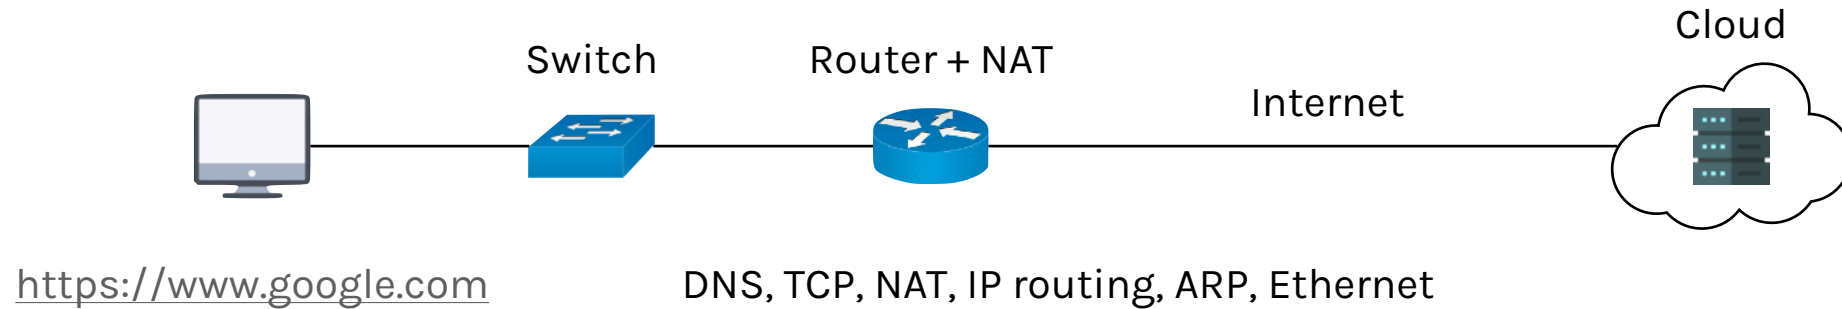 Cloud
Switch
Router + NAT
Internet
https://www.google.com
DNS, TCP, NAT, IP routing, ARP, Ethernet